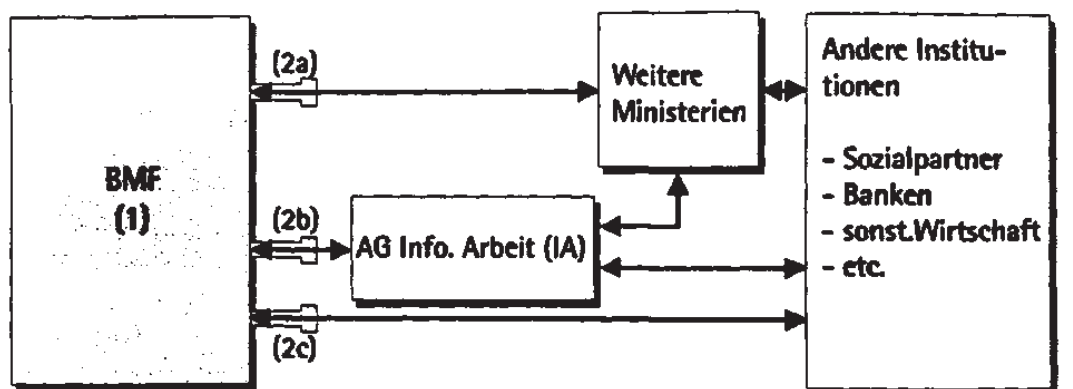 BMF
(1)
(2a)
(2b)
(2c)
AG Info. Arbeit (IA)
Weitere
Ministerien
Andere Institu-
tionen
- Sozialpartner
- Banken
- sonst.Wirtschaft
- etc.